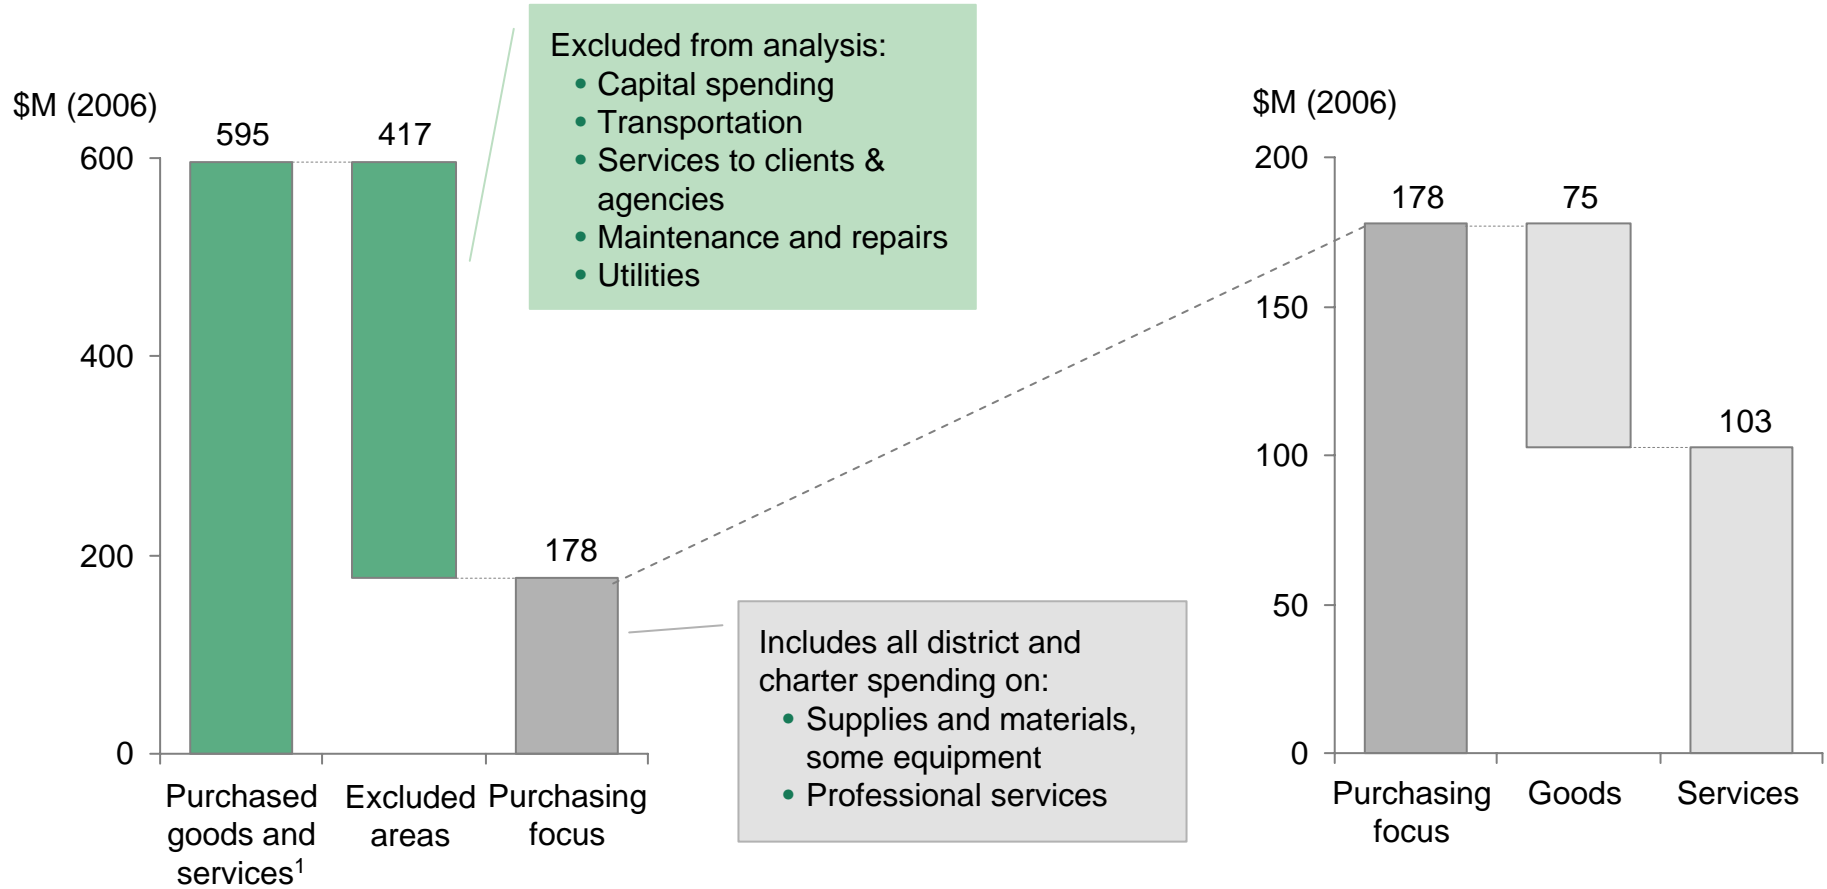 Excluded from analysis:
• Capital spending
• Transportation
• Services to clients &
agencies
• Maintenance and repairs
• Utilities
$M (2006)
595
417
600
400
200
0
178
Purchased
goods and
services1
Excluded
areas
Purchasing
focus
Includes all district and
charter spending on:
• Supplies and materials,
some equipment
• Professional services
$M (2006)
200
150
100
50
0
178
75
103
Purchasing
focus
Goods
Services